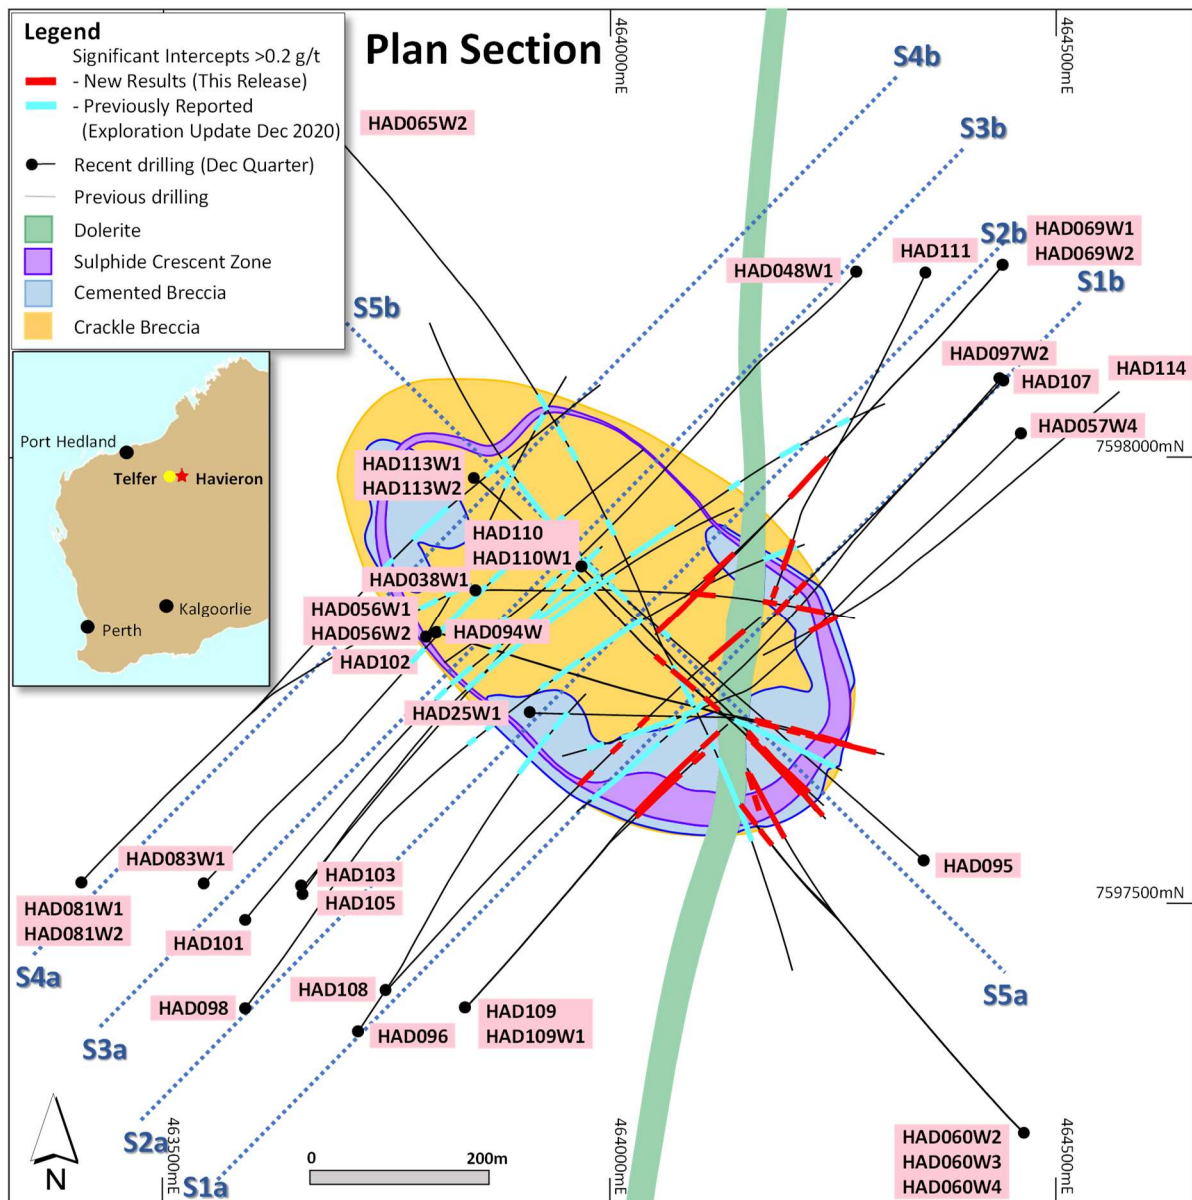 Legend
Significant Intercepts >0.2 g/t
- New Results (This Release)
- Previously Reported
(Exploration Update Dec 2020)
Recent drilling (Dec Quarter)
Previous drilling
Dolerite
Sulphide Crescent Zone
Cemented Breccia
Crackle Breccia
Plan Section
464000mE
464500mE
S4b
HAD065W2
S3b
S2b
HAD069W1
HAD069W2
HAD111
HAD048W1
S1b
S5b
HAD097W2
HAD107
HAD114
HAD057W4
7598000mN
Port Hedland
Telfer
Havieron
Kalgoorlie
Perth
HAD113W1
HAD113W2
HAD110
HAD110W1
HAD038W1
HAD056W1
HAD056W2
HAD094W
HAD102
HAD25W1
HAD083W1
HAD103
HAD105
HAD095
HAD081W1
HAD081W2
HAD101
7597500mN
S4a
S5a
HAD098
HAD108
HAD109
HAD109W1
HAD096
S3a
S2a
S1a
N
463500mE
0
200m
464000mE
464500mE
HAD060W2
HAD060W3
HAD060W4